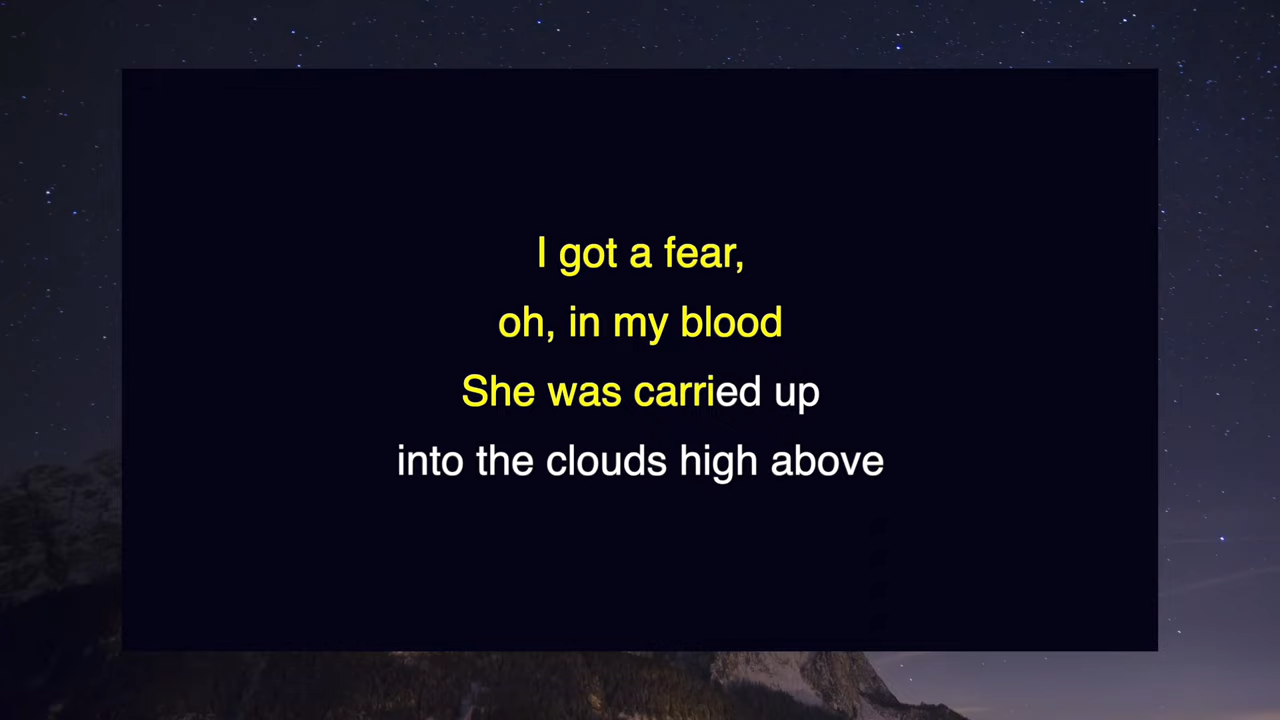 I got a fear,
oh, in my blood
She was carried up
into the clouds high above